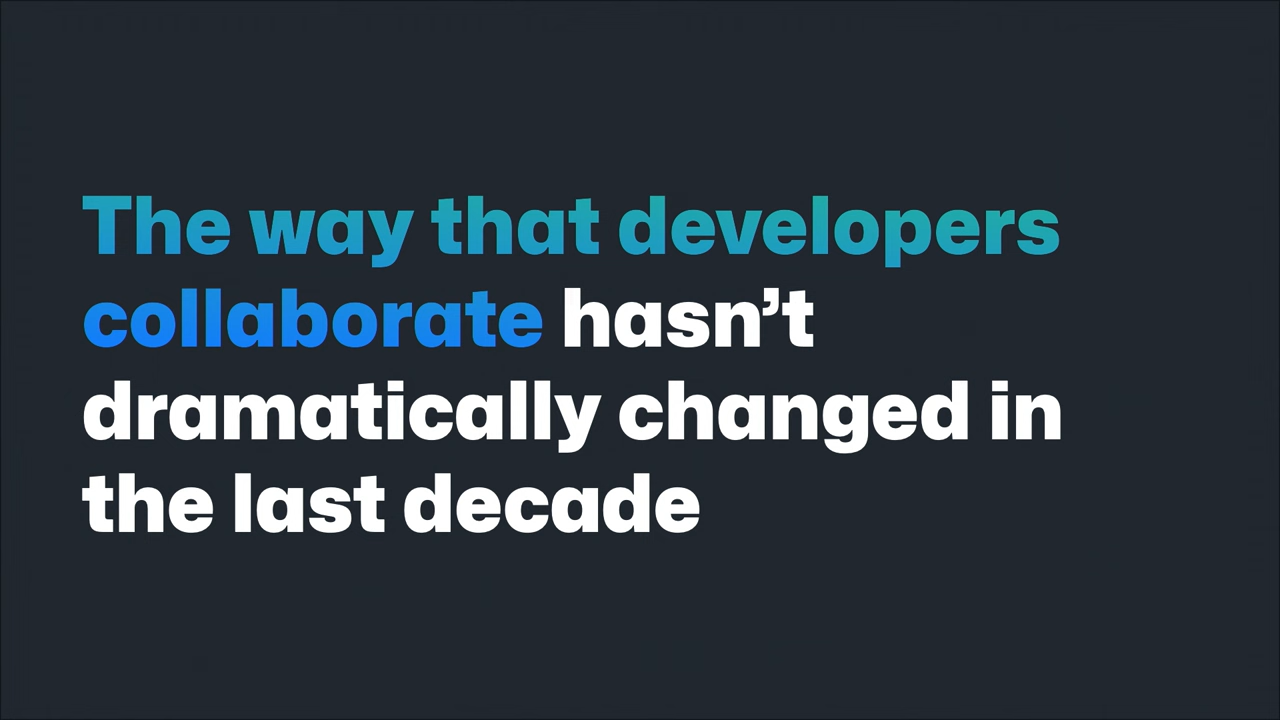 The way that developers
collaborate hasn’t
dramatically changed in
the last decade